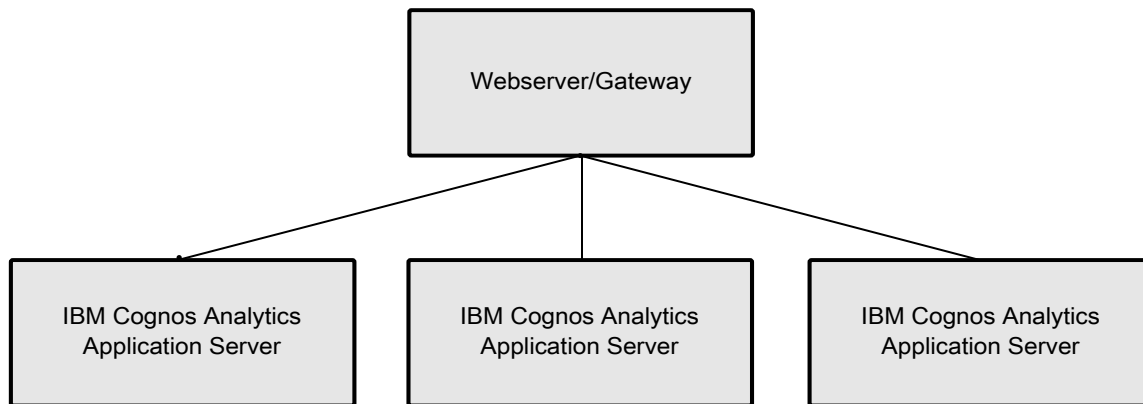 Webserver/Gateway
IBM Cognos Analytics
Application Server
IBM Cognos Analytics
Application Server
IBM Cognos Analytics
Application Server